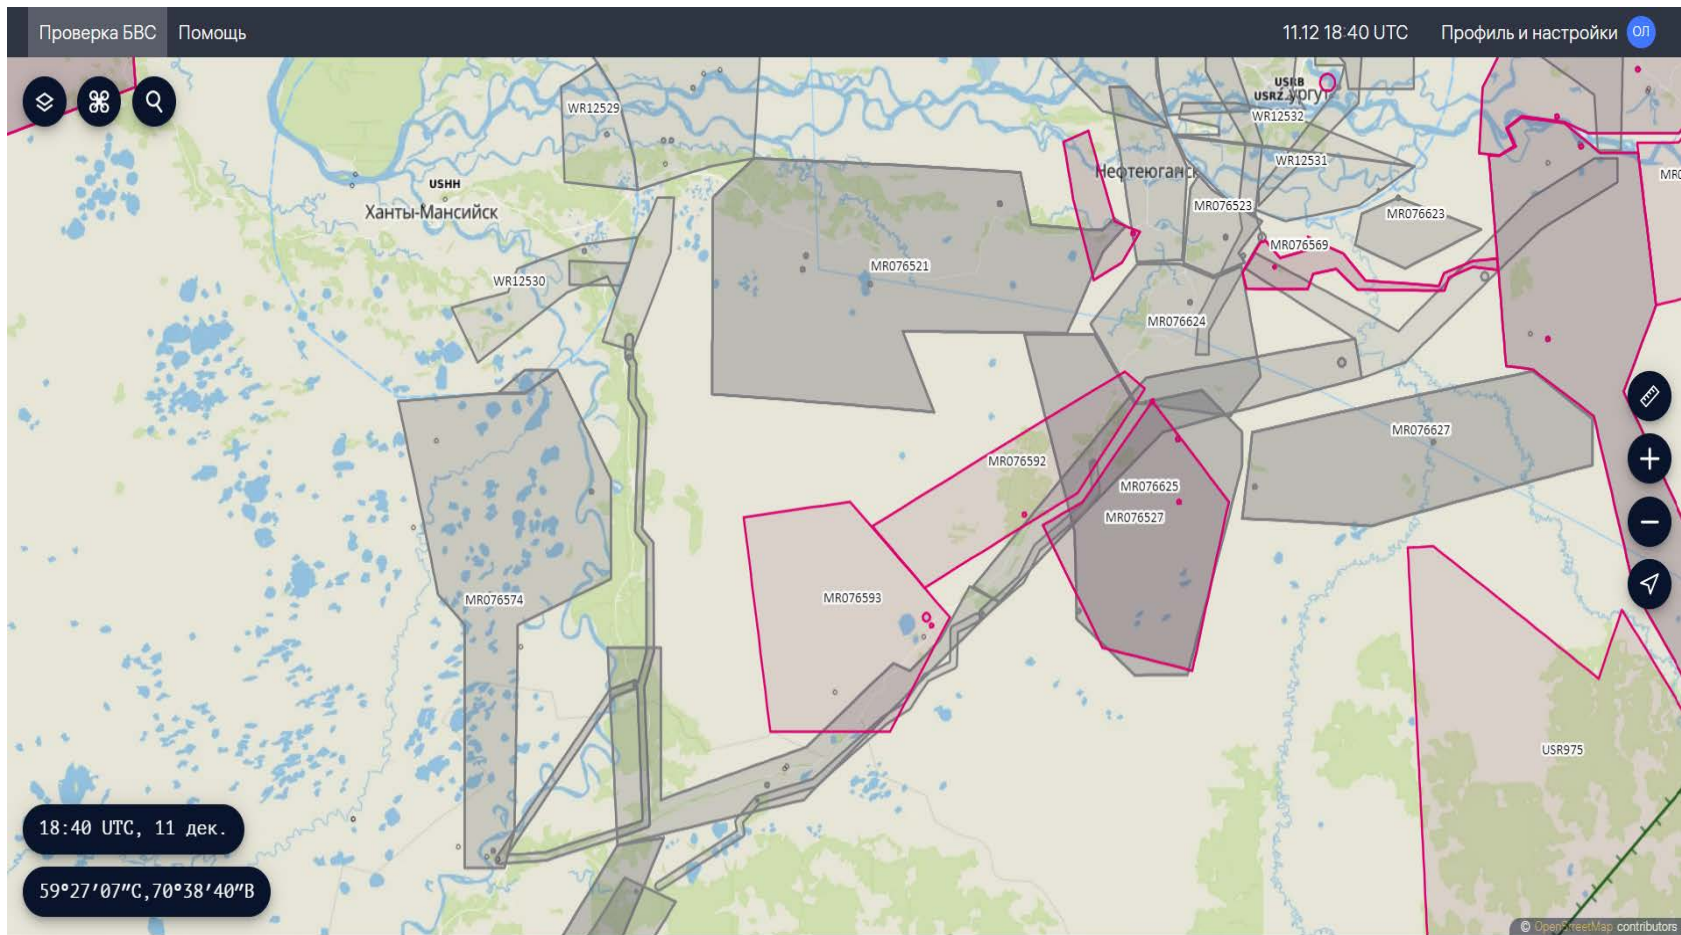 Проверка БВС
Помощь
11.12 18:40 UTC
Профиль и настройки
ОЛ
USRB
USRZ
WR12529
WR12532
WR12531
Нефтеюганск
USHH
Ханты-Мансийск
MR076523
MR076623
MR076569
MR076521
WR12530
MR076624
MR076627
MR076592
MR076625
MR076527
MR076593
MR076574
USR975
18:40 UTC, 11 дек.
59°27′07″С,70°38′40″В
© OpenStreetMap contributors